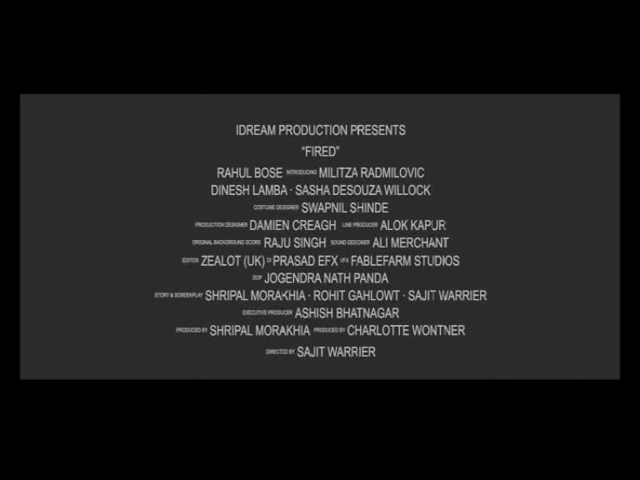 IDREAM PRODUCTION PRESENTS
“FIRED”
RAHUL BOSE INTRODUCING MILITZA RADMILOVIC
DINESH LAMBA · SASHA DESOUZA WILLOCK
COSTUME DESIGNER SWAPNIL SHINDE
PRODUCTION DESIGNER DAMIEN CREAGH LINE PRODUCER ALOK KAPUR
ORIGINAL BACKGROUND SCORE RAJU SINGH SOUND DESIGNER ALI MERCHANT
EDITOR ZEALOT (UK) DI PRASAD EFX VFX FABLEFARM STUDIOS
DOP JOGENDRA NATH PANDA
STORY & SCREENPLAY SHRIPAL MORAKHIA · ROHIT GAHLOWT · SAJIT WARRIER
EXECUTIVE PRODUCER ASHISH BHATNAGAR
PRODUCED BY SHRIPAL MORAKHIA PRODUCED BY CHARLOTTE WONTNER
DIRECTED BY SAJIT WARRIER